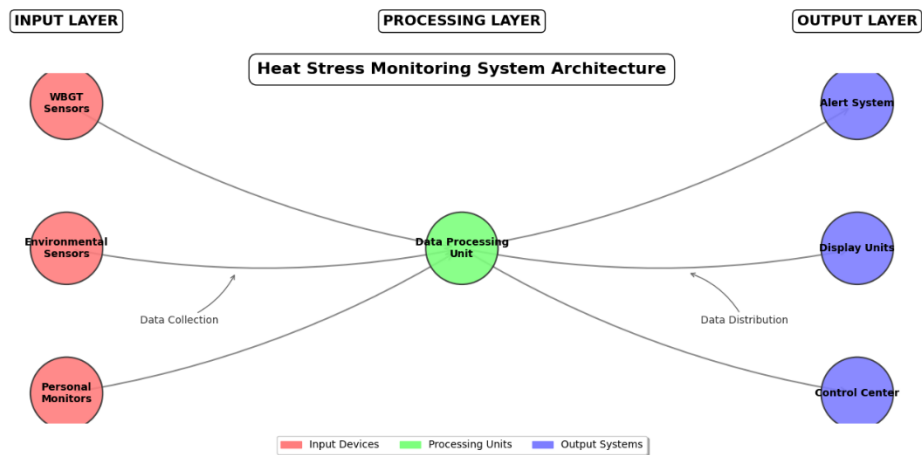 INPUT LAYER
PROCESSING LAYER
OUTPUT LAYER
Heat Stress Monitoring System Architecture
WBGT
Sensors
Alert System
Environmental
Sensors
Data Processing
Unit
Display Units
Data Collection
Data Distribution
Personal
Monitors
Control Center
Input Devices
Processing Units
Output Systems